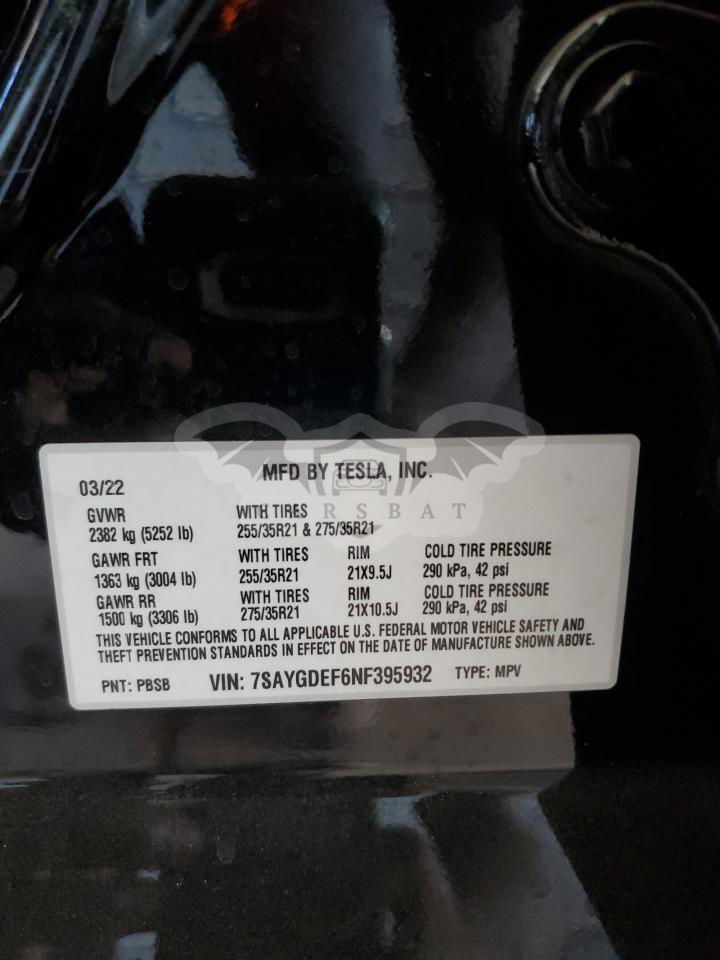 MFD BY TESLA, INC.
03/22
GVWR WITH TIRES
2382 kg (5252 lb) 255/35R21 & 275/35R21
GAWR FRT WITH TIRES RIM COLD TIRE PRESSURE
1363 kg (3004 lb) 255/35R21 21X9.5J 290 kPa, 42 psi
GAWR RR WITH TIRES RIM COLD TIRE PRESSURE
1500 kg (3306 lb) 275/35R21 21X10.5J 290 kPa, 42 psi
THIS VEHICLE CONFORMS TO ALL APPLICABLE U.S. FEDERAL MOTOR VEHICLE SAFETY AND
THEFT PREVENTION STANDARDS IN EFFECT ON THE DATE OF MANUFACTURE SHOWN ABOVE.
PNT: PBSB VIN: 7SAYGDEF6NF395932 TYPE: MPV